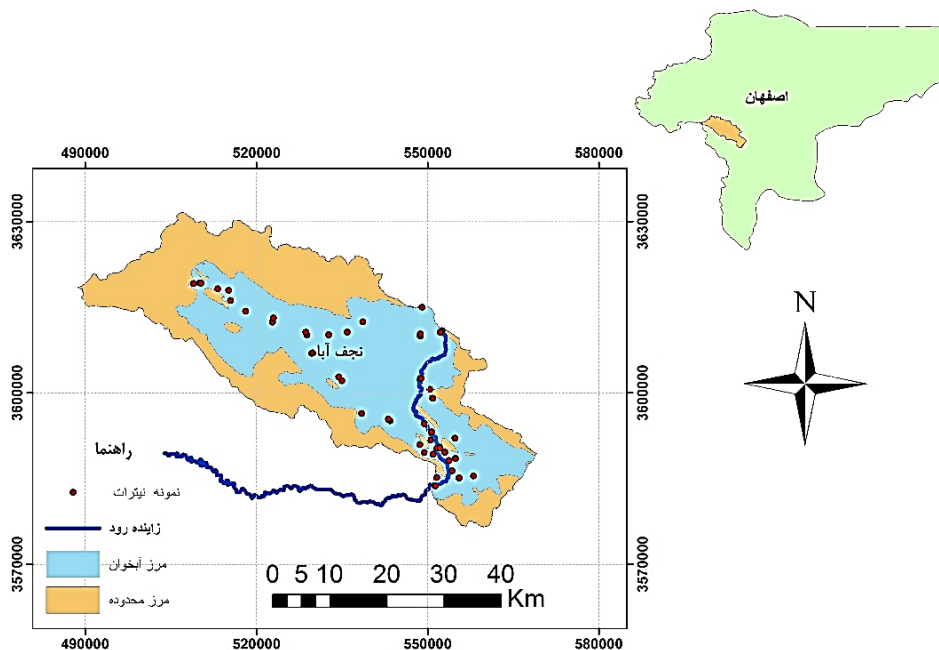 اصفهان
490000 520000 550000 580000
3630000
3600000
3570000
3630000
3600000
3570000
نجف آباد
راهنما
نمونه نیترات
زاینده رود
مرز آبخوان
مرز محدوده
0 5 10 20 30 40
Km
490000 520000 550000 580000
N